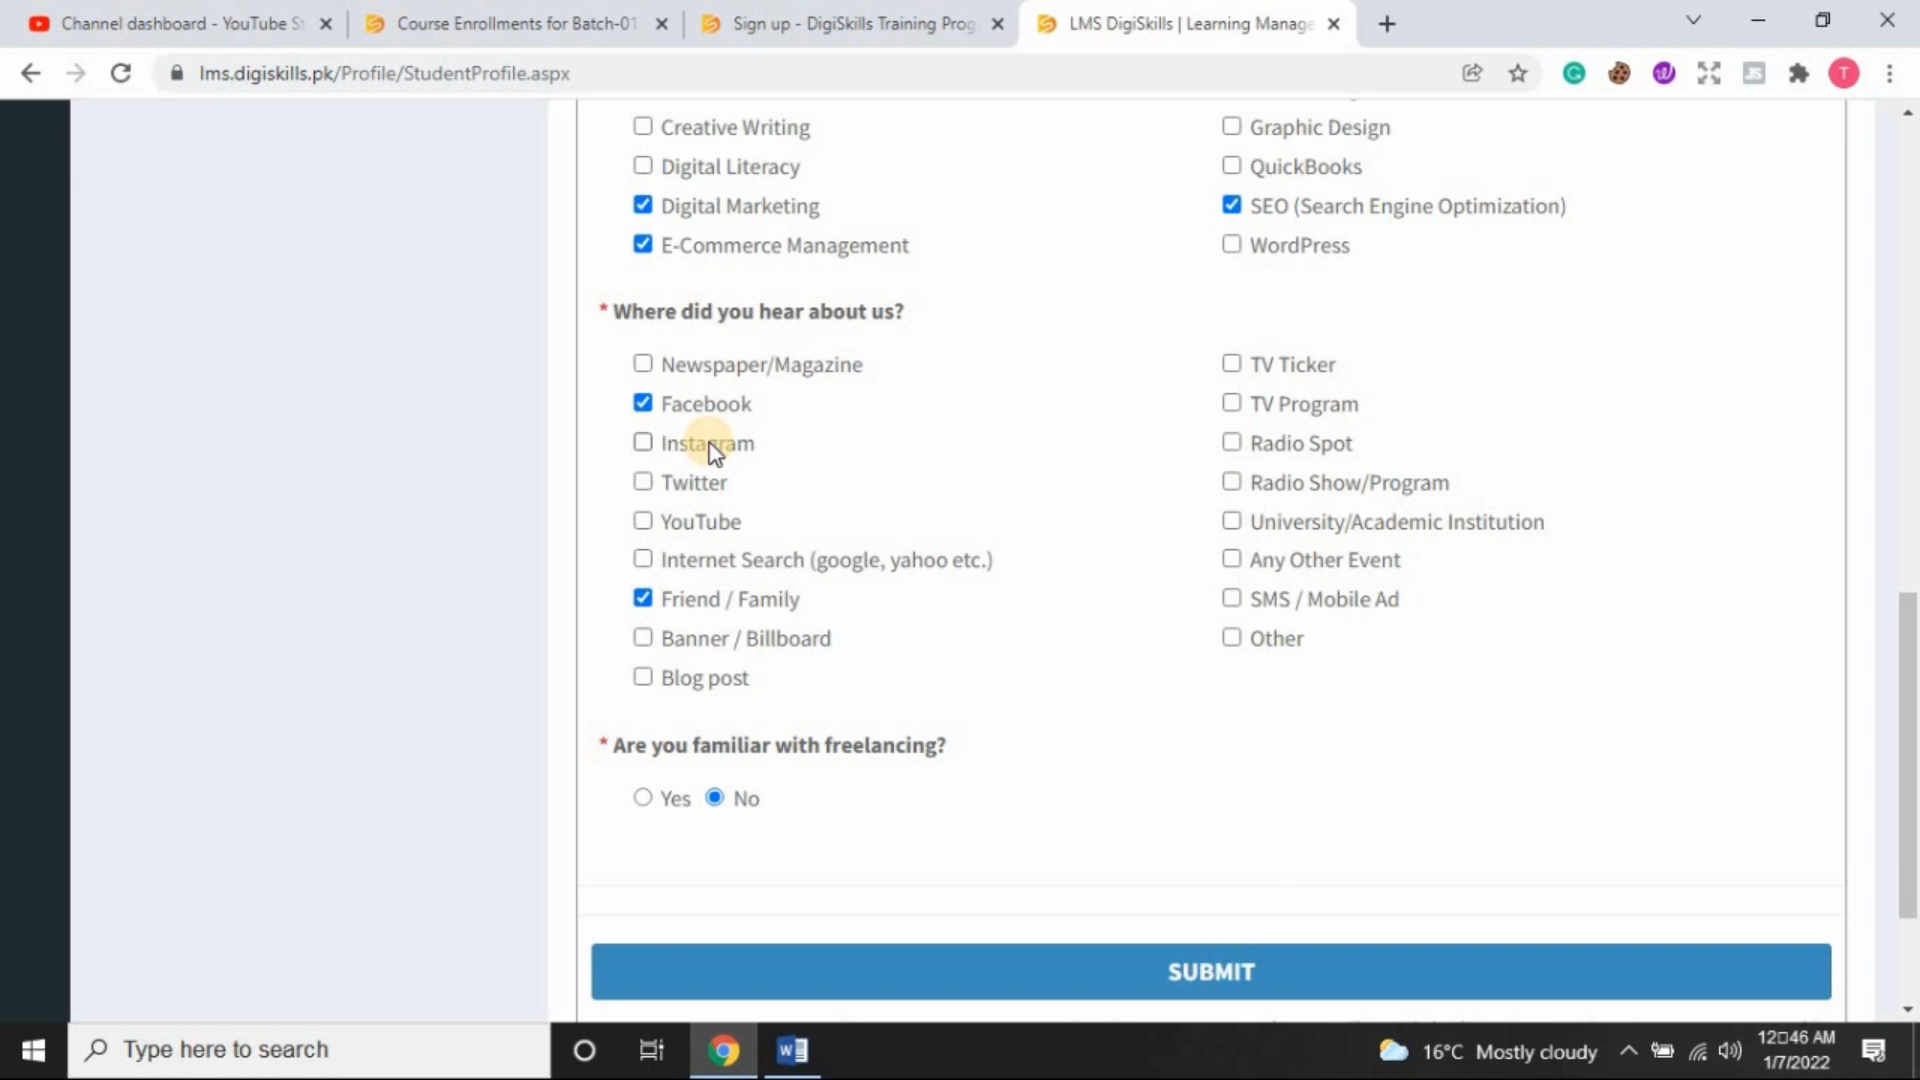 Channel dashboard - YouTube St
Course Enrollments for Batch-01
Sign up - DigiSkills Training Prog
LMS DigiSkills | Learning Manage
lms.digiskills.pk/Profile/StudentProfile.aspx
JS
T
Creative Writing
Graphic Design
Digital Literacy
QuickBooks
Digital Marketing
SEO (Search Engine Optimization)
E-Commerce Management
WordPress
* Where did you hear about us?
Newspaper/Magazine
TV Ticker
Facebook
TV Program
Instagram
Radio Spot
Twitter
Radio Show/Program
YouTube
University/Academic Institution
Internet Search (google, yahoo etc.)
Any Other Event
Friend / Family
SMS / Mobile Ad
Banner / Billboard
Other
Blog post
* Are you familiar with freelancing?
Yes
No
SUBMIT
Type here to search
16°C Mostly cloudy
12□46 AM
1/7/2022